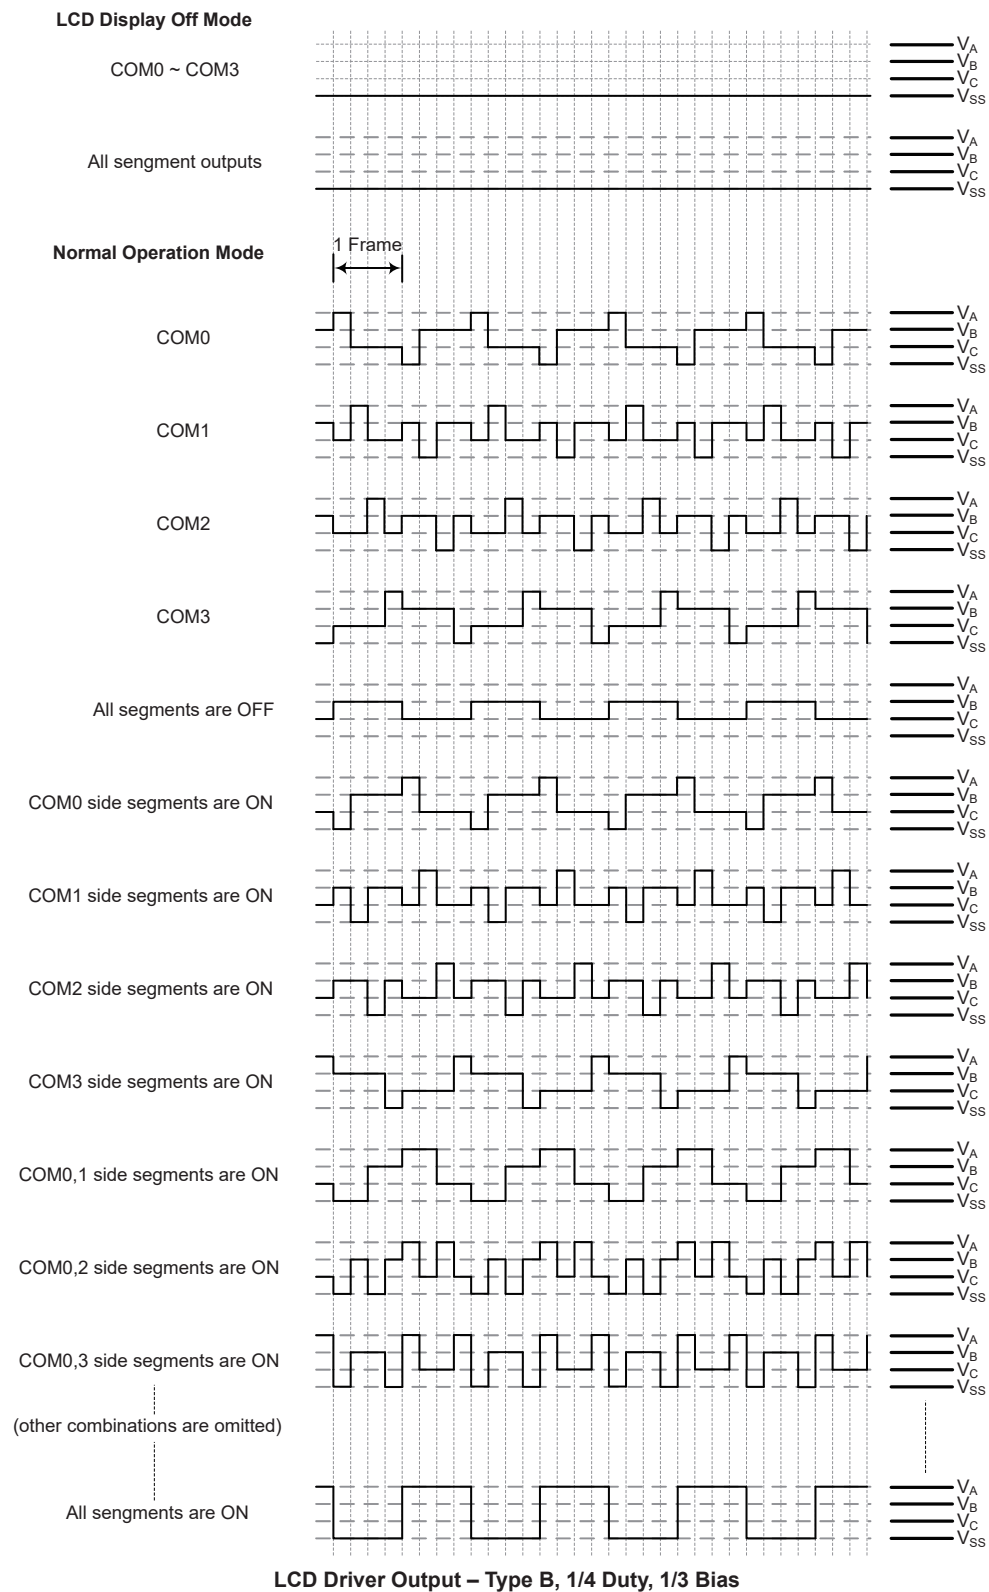 LCD Display Off Mode
COM0 ~ COM3
VA
VB
VC
VSS
All sengment outputs
VA
VB
VC
VSS
Normal Operation Mode
1 Frame
COM0
VA
VB
VC
VSS
COM1
VA
VB
VC
VSS
COM2
VA
VB
VC
VSS
COM3
VA
VB
VC
VSS
All segments are OFF
VA
VB
VC
VSS
COM0 side segments are ON
VA
VB
VC
VSS
COM1 side segments are ON
VA
VB
VC
VSS
COM2 side segments are ON
VA
VB
VC
VSS
COM3 side segments are ON
VA
VB
VC
VSS
COM0,1 side segments are ON
VA
VB
VC
VSS
COM0,2 side segments are ON
VA
VB
VC
VSS
COM0,3 side segments are ON
VA
VB
VC
VSS
(other combinations are omitted)
All sengments are ON
VA
VB
VC
VSS
LCD Driver Output – Type B, 1/4 Duty, 1/3 Bias